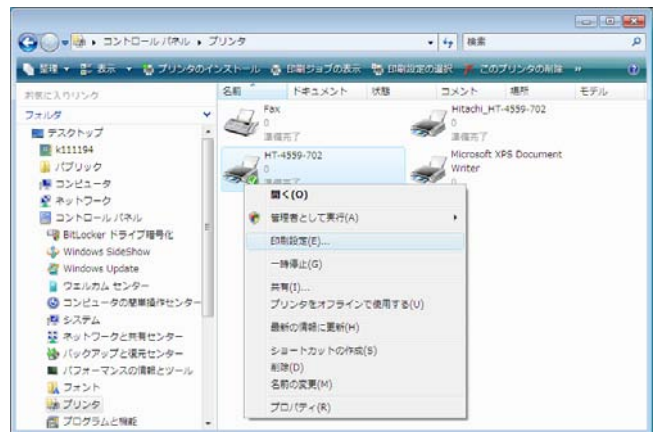 コントロール パネル ▸ プリンタ
検索
整理 表示 プリンタのインストール 印刷ジョブの表示 印刷設定の選択 このプリンタの削除 »
お気に入りリンク
名前 ドキュメント 状態 コメント 場所 モデル
フォルダ
デスクトップ
k111194
パブリック
コンピュータ
ネットワーク
コントロール パネル
BitLocker ドライブ暗号化
Windows SideShow
Windows Update
ウェルカム センター
コンピュータの簡単操作センター
システム
ネットワークと共有センター
バックアップと復元センター
パフォーマンスの情報とツール
フォント
プリンタ
プログラムと機能
Fax
0
準備完了
Hitachi_HT-4559-702
0
準備完了
HT-4559-702
0
準備完了
Microsoft XPS Document
Writer
0
開く(O)
管理者として実行(A)
印刷設定(E)...
一時停止(G)
共有(I)...
プリンタをオフラインで使用する(U)
最新の情報に更新(H)
ショートカットの作成(S)
削除(D)
名前の変更(M)
プロパティ(R)